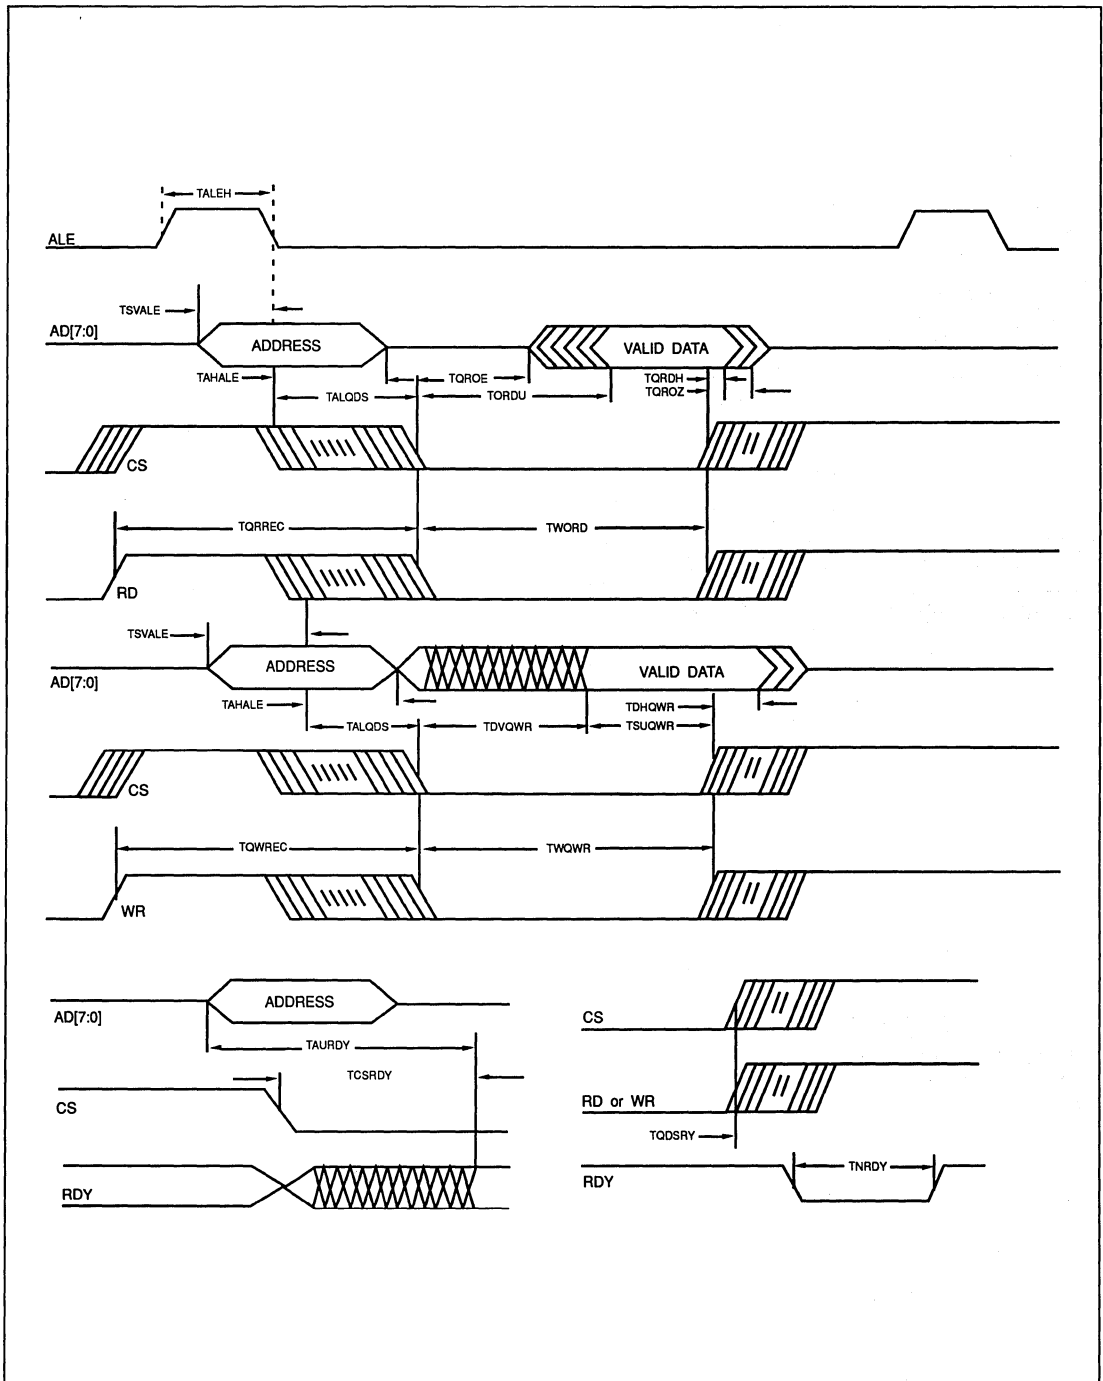 TALEH
ALE
TSVALE
AD[7:0]
ADDRESS
VALID DATA
TAHALE
TQROE
TQRDH
TALQDS
TORDU
TQROZ
CS
TQRREC
TWORD
RD
TSVALE
ADDRESS
VALID DATA
AD[7:0]
TAHALE
TDHQWR
TALQDS
TDVQWR
TSUQWR
CS
TQWREC
TWQWR
WR
ADDRESS
AD[7:0]
CS
TAURDY
TCSRDY
CS
RD or WR
TQDSRY
TNRDY
RDY
RDY